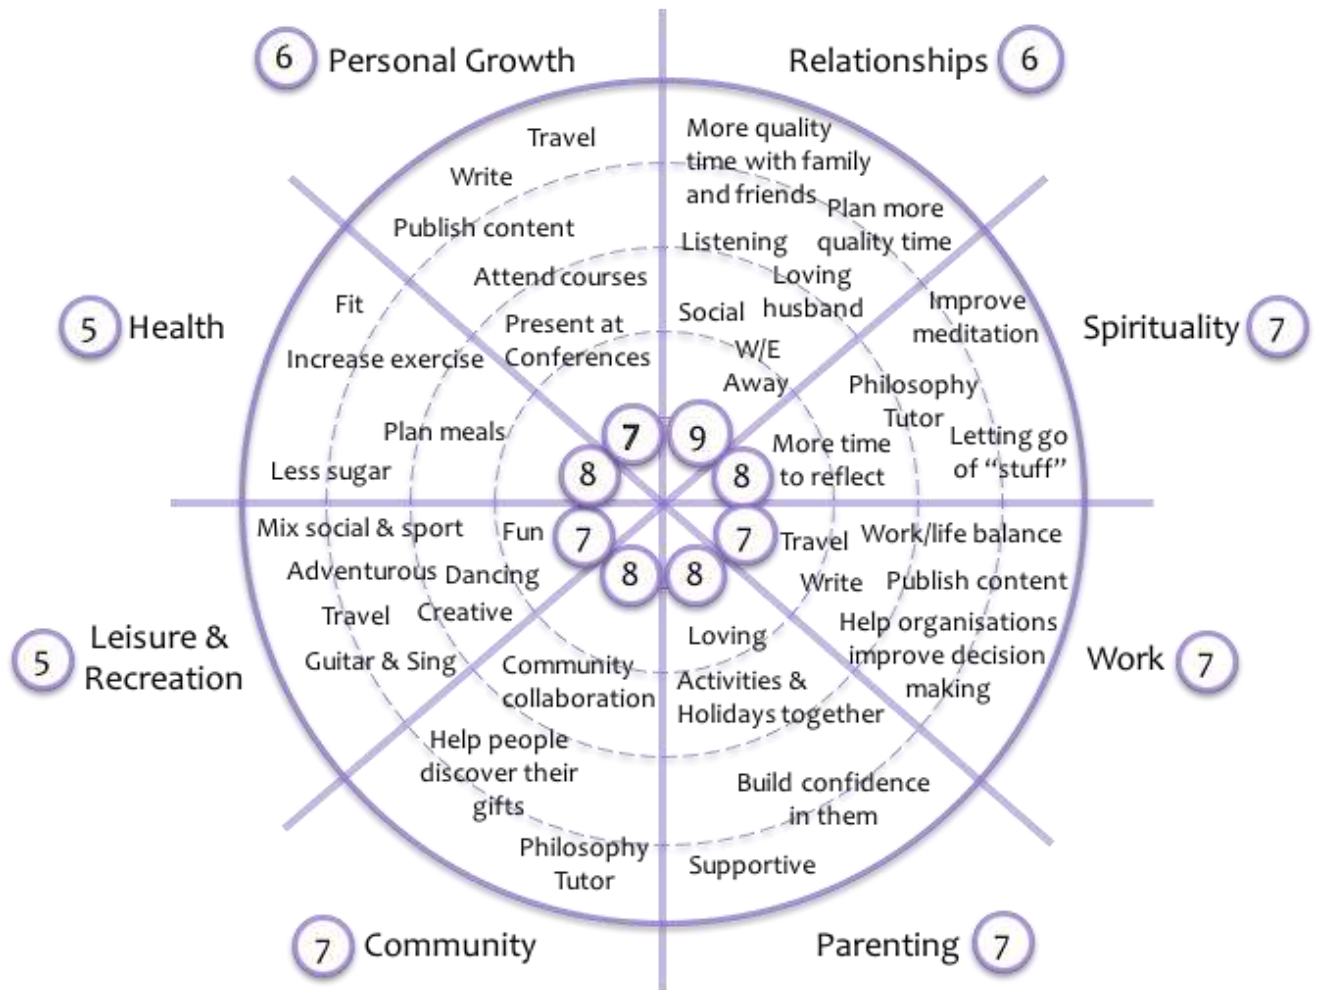 6 Personal Growth
Relationships 6
Travel
Write
Publish content
Attend courses
Present at
Conferences
7
More quality
time with family
and friends
Plan more
quality time
Listening
Loving
husband
Social
W/E
Away
9
Spirituality 7
Improve
meditation
Philosophy
Tutor
Letting go
of “stuff”
More time
to reflect
8
5 Health
Fit
Increase exercise
Plan meals
Less sugar
8
5 Leisure &
Recreation
Mix social & sport
Fun
Adventurous
Dancing
Travel
Creative
Guitar & Sing
7
Work 7
7
Travel
Work/life balance
Write
Publish content
Help organisations
improve decision
making
8
Community
collaboration
Help people
discover their
gifts
Philosophy
Tutor
7 Community
8
Loving
Activities &
Holidays together
Build confidence
in them
Supportive
Parenting 7